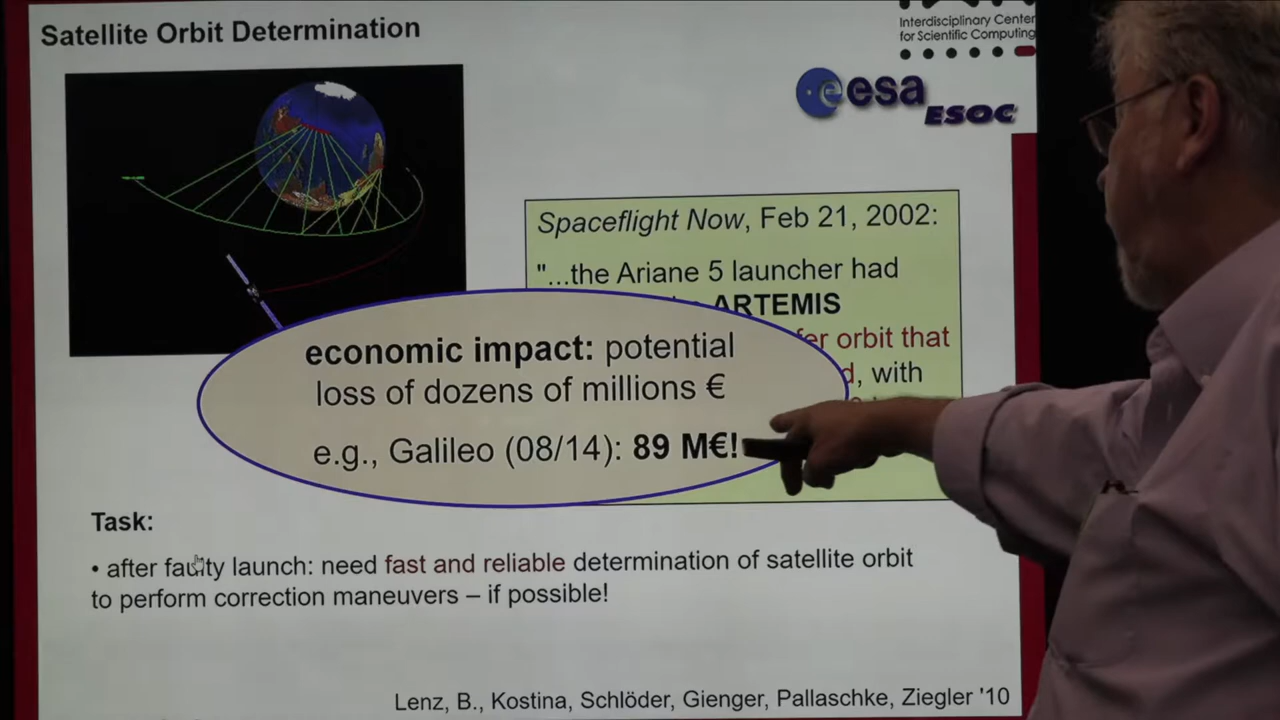 Satellite Orbit Determination
Interdisciplinary Center
for Scientific Computing
esa
ESOC
Spaceflight Now, Feb 21, 2002:
"...the Ariane 5 launcher had
ARTEMIS
orbit that
, with
economic impact: potential
loss of dozens of millions €
e.g., Galileo (08/14): 89 M€!
Task:
• after faulty launch: need fast and reliable determination of satellite orbit
to perform correction maneuvers – if possible!
Lenz, B., Kostina, Schlöder, Gienger, Pallaschke, Ziegler '10